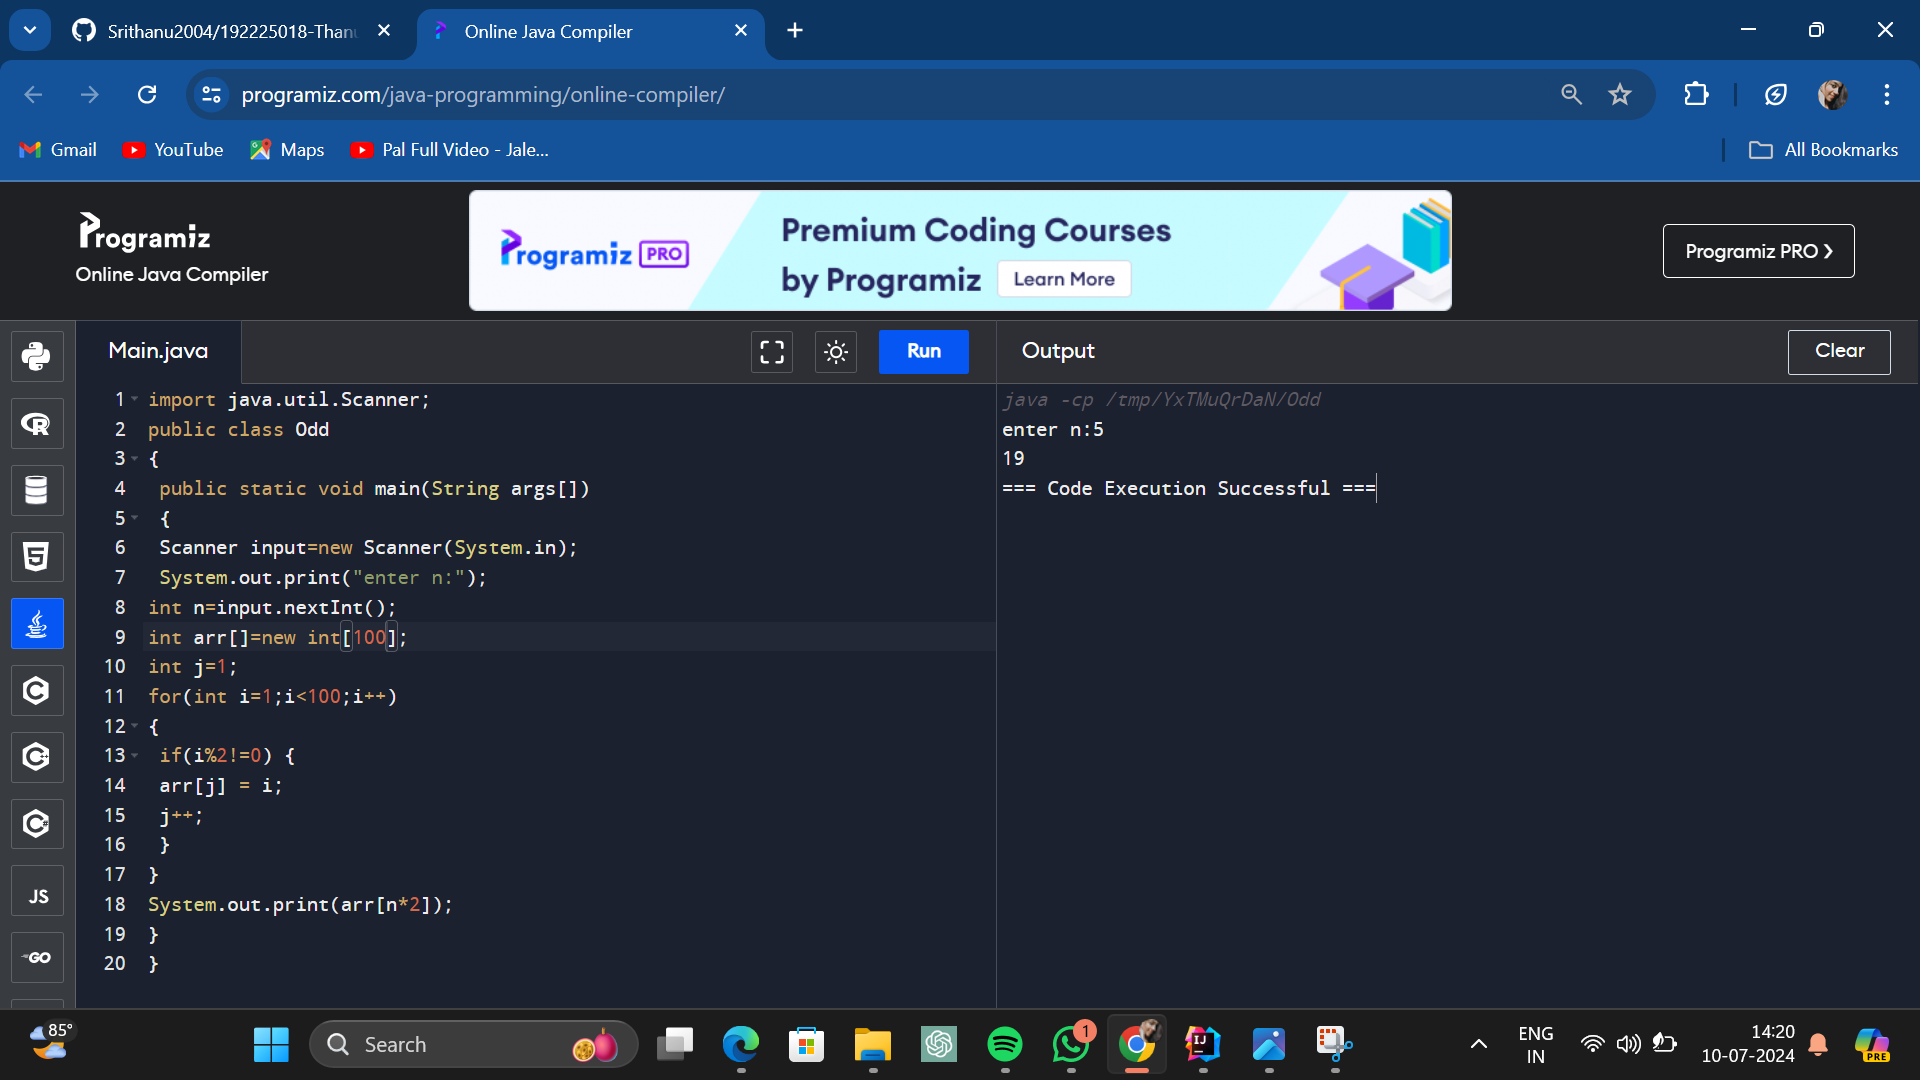 Srithanu2004/192225018-Than
Online Java Compiler
programiz.com/java-programming/online-compiler/
Gmail
YouTube
Maps
Pal Full Video - Jale...
All Bookmarks
Programiz
Online Java Compiler
Programiz PRO
Premium Coding Courses
by Programiz
Learn More
Programiz PRO ❯
Main.java
Run
Output
Clear
1 import java.util.Scanner;
2 public class Odd
3 {
4 public static void main(String args[])
5 {
6 Scanner input=new Scanner(System.in);
7 System.out.print("enter n:");
8 int n=input.nextInt();
9 int arr[]=new int[100];
10 int j=1;
11 for(int i=1;i<100;i++)
12 {
13 if(i%2!=0) {
14 arr[j] = i;
15 j++;
16 }
17 }
18 System.out.print(arr[n*2]);
19 }
20 }
java -cp /tmp/YxTMuQrDaN/Odd
enter n:5
19
=== Code Execution Successful ===
R
5
C
C++
C#
JS
GO
85°
Search
1
IJ
ENG
IN
14:20
10-07-2024
PRE